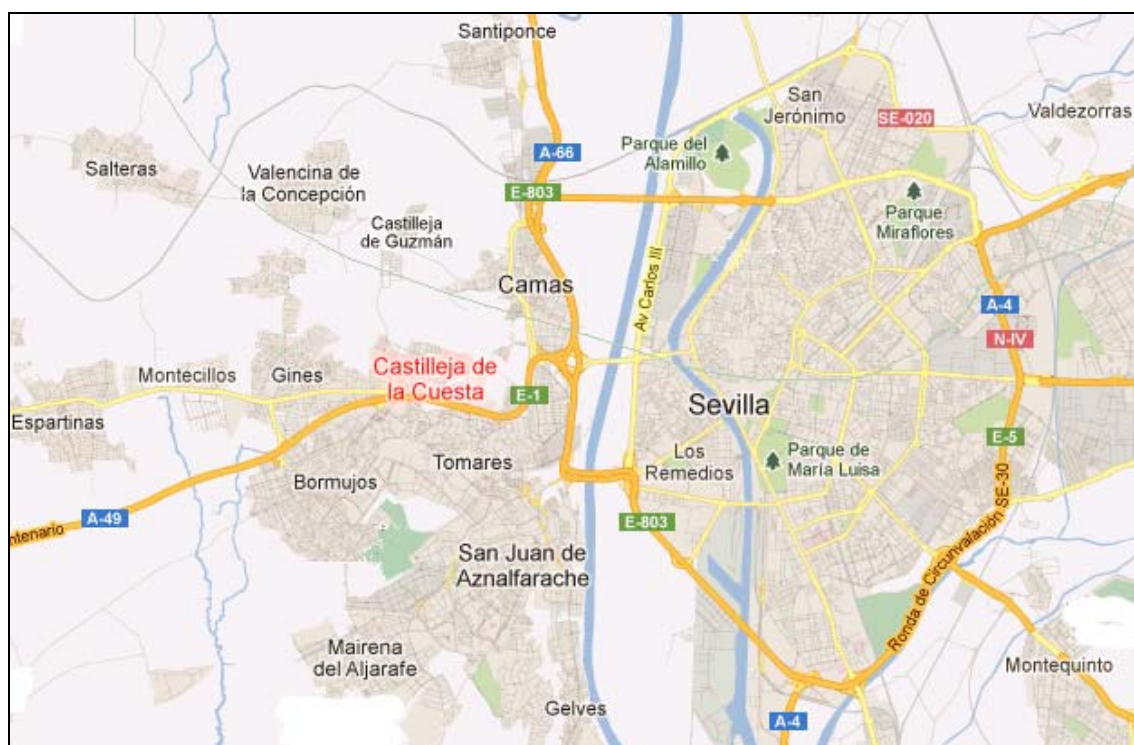 Santiponce
San
Jerónimo
SE-020
Valdezorras
Parque del
Alamillo
A-66
Salteras
Valencina de
la Concepción
E-803
Parque
Miraflores
Castilleja
de Guzmán
Camas
Av Carlos III
A-4
N-IV
Montecillos
Gines
Castilleja de
la Cuesta
E-1
Sevilla
Espartinas
Tomares
Los
Remedios
Parque de
María Luisa
E-5
Bormujos
A-49
ntenario
E-803
Ronda de Circunvalación SE-30
San Juan de
Aznalfarache
Mairena
del Aljarafe
Montequinto
Gelves
A-4